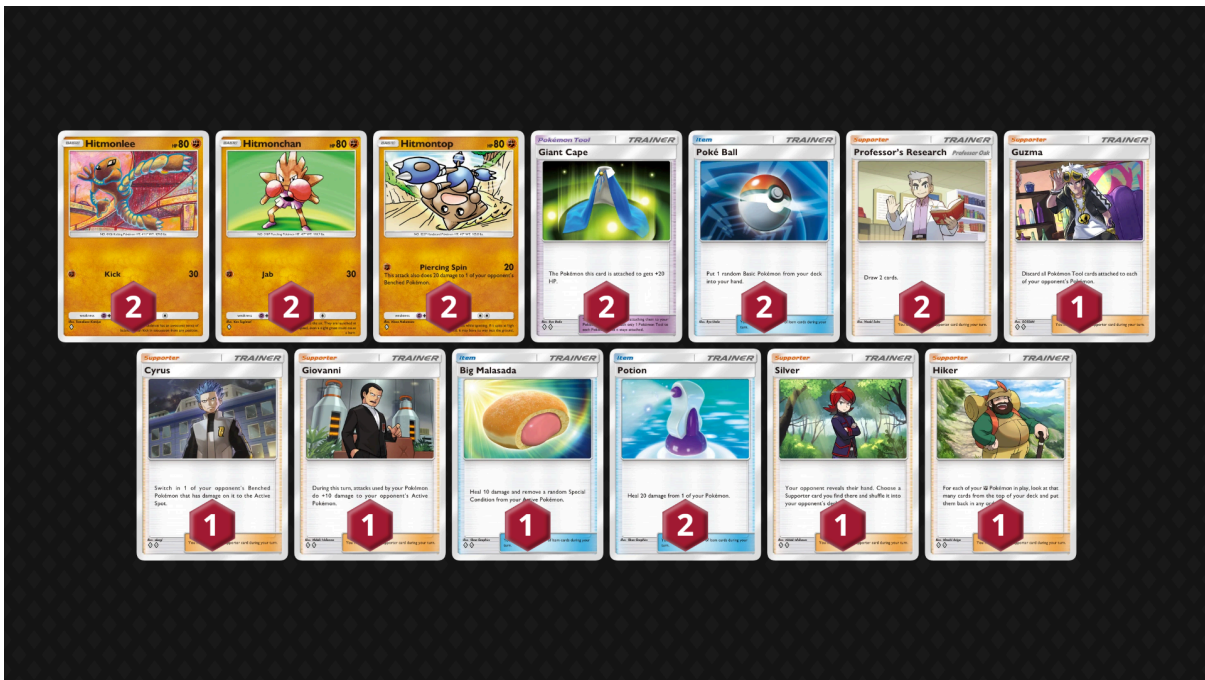 BASIC Hitmonlee HP 80
Kick 30
2
BASIC Hitmonchan HP 80
Jab 30
2
BASIC Hitmontop HP 80
Piercing Spin 20
This attack also does 20 damage to 1 of your opponent's
Benched Pokémon.
2
Pokémon Tool TRAINER
Giant Cape
The Pokémon this card is attached to gets +20
HP.
2
Item TRAINER
Poké Ball
Put 1 random Basic Pokémon from your deck
into your hand.
2
Supporter TRAINER
Professor's Research Professor Oak
Draw 2 cards.
2
Supporter TRAINER
Guzma
Discard all Pokémon Tool cards attached to each
of your opponent's Pokémon.
1
Supporter TRAINER
Cyrus
Switch in 1 of your opponent's Benched
Pokémon that has damage on it to the Active
Spot.
1
Supporter TRAINER
Giovanni
During this turn, attacks used by your Pokémon
do +10 damage to your opponent's Active
Pokémon.
1
Item TRAINER
Big Malasada
Heal 10 damage and remove a random Special
Condition from your Active Pokémon.
1
Item TRAINER
Potion
Heal 20 damage from 1 of your Pokémon.
2
Supporter TRAINER
Silver
Your opponent reveals their hand. Choose a
Supporter card you find there and shuffle it into
your opponent's
1
Supporter TRAINER
Hiker
For each of your Pokémon in play, look at that
many cards from the top of your deck and put
them back in any
1